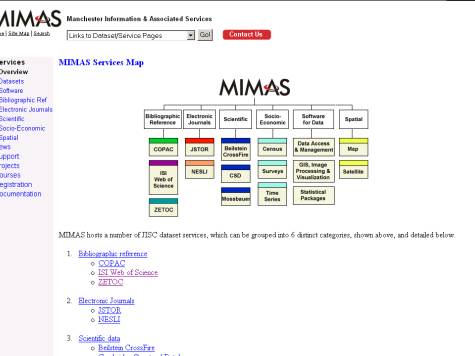 MIMAS Manchester Information & Associated Services
| Site Map | Search
Links to Dataset/Service Pages Go! Contact Us
ervices
Overview
Datasets
Software
Bibliographic Ref
Electronic Journals
Scientific
Socio-Economic
Spatial
ews
upport
rojects
ourses
egistration
ocumentation
MIMAS Services Map
MIMAS
Bibliographic Reference
Electronic Journals
Scientific
Socio-Economic
Software for Data
Spatial
COPAC
JSTOR
Beilstein CrossFire
Census
Data Access & Management
Map
ISI Web of Science
NESLI
CSD
Surveys
GIS, Image Processing & Visualization
Satellite
ZETOC
Mossbauer
Time Series
Statistical Packages
MIMAS hosts a number of JISC dataset services, which can be grouped into 6 distinct categories, shown above, and detailed below.
1. Bibliographic reference
o COPAC
o ISI Web of Science
o ZETOC
2. Electronic Journals
o JSTOR
o NESLI
3. Scientific data
o Beilstein CrossFire